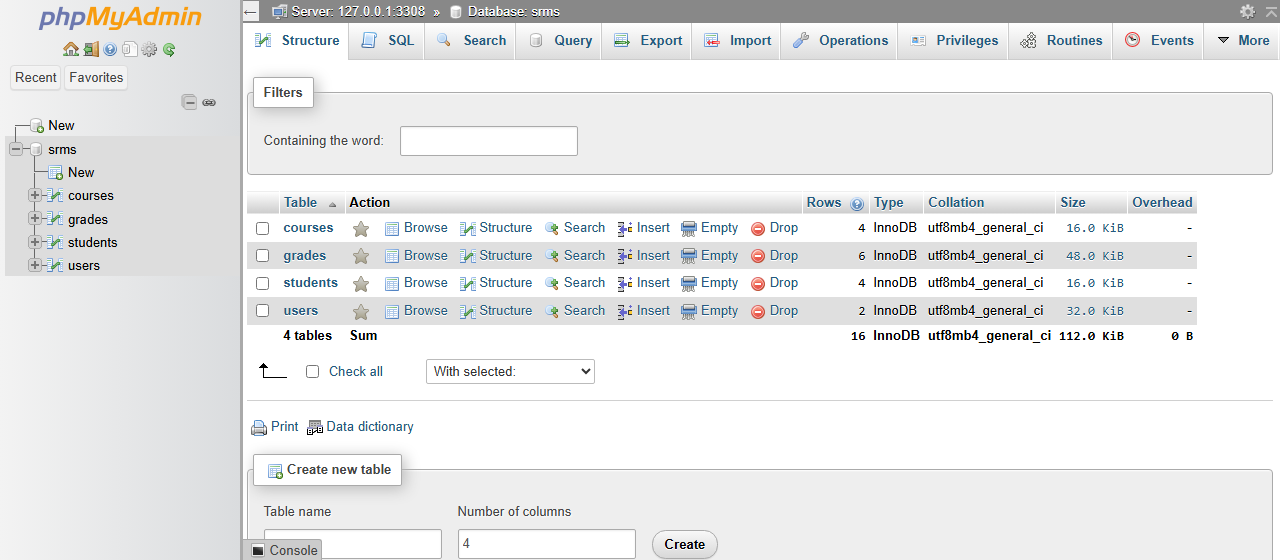 phpMyAdmin
Recent Favorites
New
srms
New
courses
grades
students
users
Server: 127.0.0.1:3308 » Database: srms
Structure SQL Search Query Export Import Operations Privileges Routines Events More
Filters
Containing the word:
Table Action Rows Type Collation Size Overhead
courses Browse Structure Search Insert Empty Drop 4 InnoDB utf8mb4_general_ci 16.0 KiB -
grades Browse Structure Search Insert Empty Drop 6 InnoDB utf8mb4_general_ci 48.0 KiB -
students Browse Structure Search Insert Empty Drop 4 InnoDB utf8mb4_general_ci 16.0 KiB -
users Browse Structure Search Insert Empty Drop 2 InnoDB utf8mb4_general_ci 32.0 KiB -
4 tables Sum 16 InnoDB utf8mb4_general_ci 112.0 KiB 0 B
Check all With selected:
Print Data dictionary
Create new table
Table name Number of columns
4 Create
Console